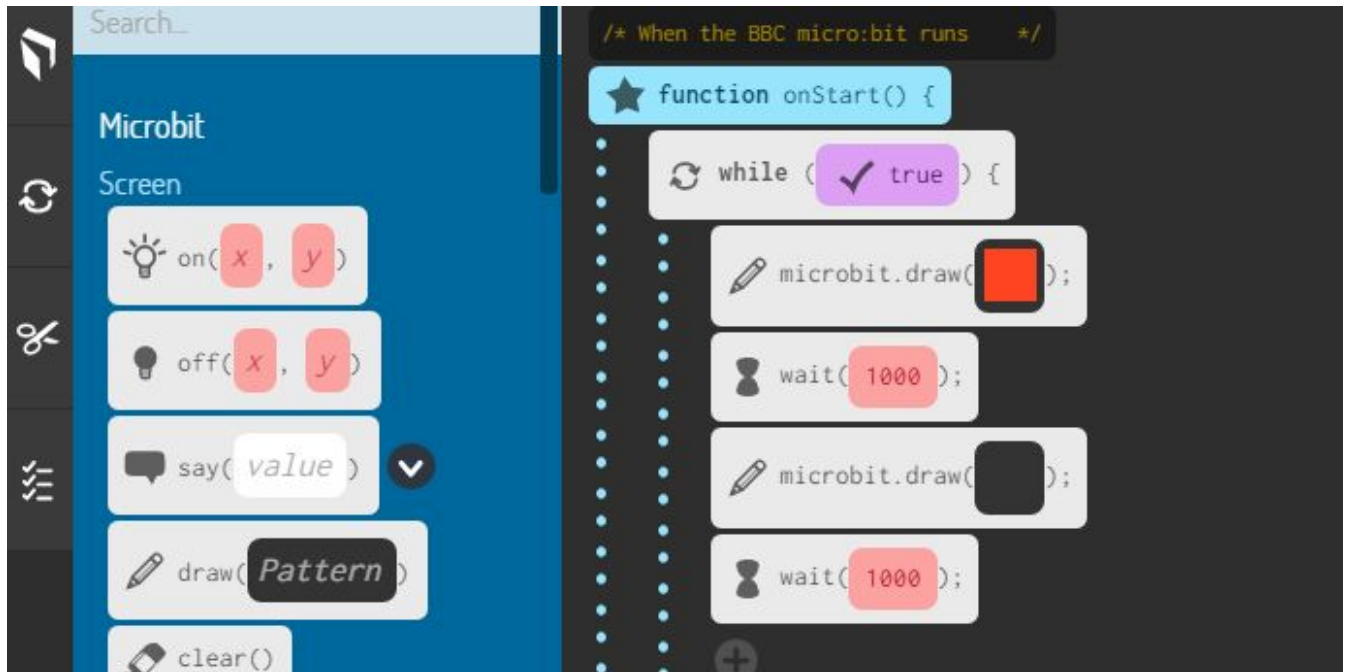 Search...
Microbit
Screen
on( x , y )
off( x , y )
say( value )
draw( Pattern )
clear()
/* When the BBC micro:bit runs */
function onStart() {
while ( true ) {
microbit.draw( );
wait( 1000 );
microbit.draw( );
wait( 1000 );